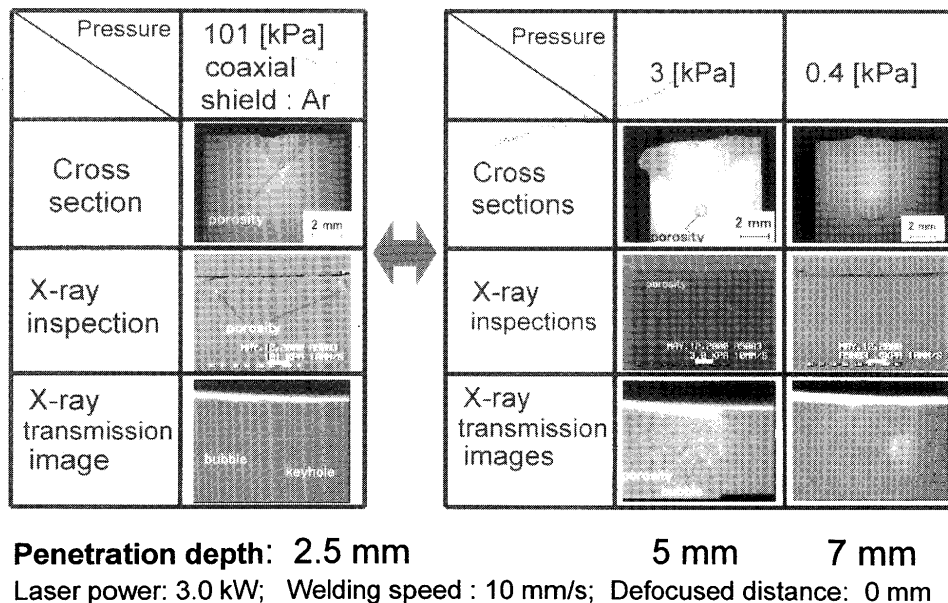 Pressure
101 [kPa]
coaxial
shield : Ar
Cross
section
porosity
2 mm
X-ray
inspection
porosity
X-ray
transmission
image
bubble
keyhole
Pressure
3 [kPa]
0.4 [kPa]
Cross
sections
porosity
2 mm
2 mm
X-ray
inspections
porosity
X-ray
transmission
images
Penetration depth: 2.5 mm 5 mm 7 mm
Laser power: 3.0 kW; Welding speed : 10 mm/s; Defocused distance: 0 mm